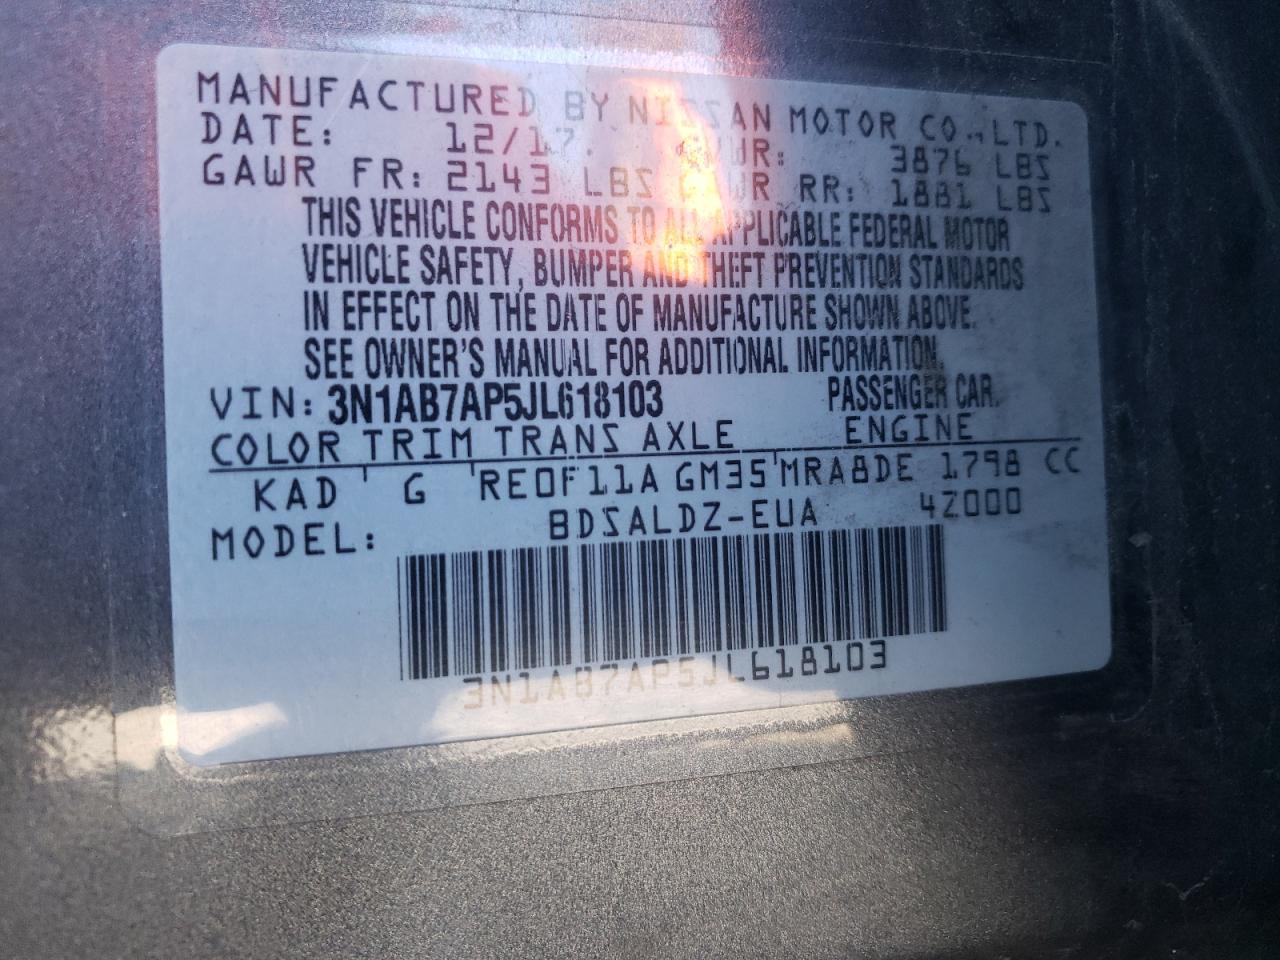 MANUFACTURED BY NISSAN MOTOR CO.,LTD.
DATE: 12/17. GVWR: 3876 LBS
GAWR FR: 2143 LBS GAWR RR: 1881 LBS
THIS VEHICLE CONFORMS TO ALL APPLICABLE FEDERAL MOTOR
VEHICLE SAFETY, BUMPER AND THEFT PREVENTION STANDARDS
IN EFFECT ON THE DATE OF MANUFACTURE SHOWN ABOVE.
SEE OWNER'S MANUAL FOR ADDITIONAL INFORMATION.
VIN: 3N1AB7AP5JL618103 PASSENGER CAR.
COLOR TRIM TRANS AXLE ENGINE
KAD G RE0F11A GM35 MRA8DE 1798 CC
MODEL: BDSALDZ-EUA 4Z000
3N1AB7AP5JL618103